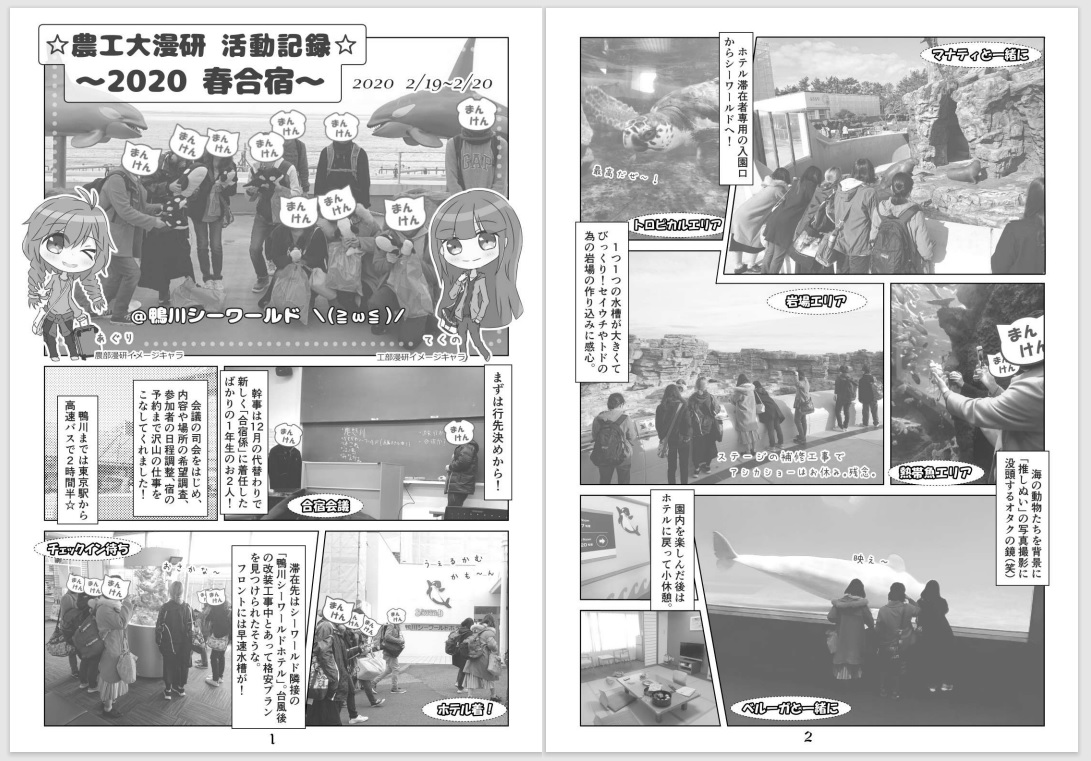 ☆農工大漫研 活動記録☆
～2020 春合宿～
2020 2/19~2/20
まんけん
まんけん
まんけん
まんけん
まんけん
まんけん
まんけん
まんけん
まんけん
まんけん
GAP
@鴨川シーワールド \(≧ω≦)/
あぐり
農部漫研イメージキャラ
てくの
工部漫研イメージキャラ
まずは行先決めから！
幹事は12月の代替わりで
新しく「合宿係」に着任した
ばかりの1年生のお2人！
まんけん
まんけん
合宿会議
会議の司会をはじめ、
内容や場所の希望調査、
参加者の日程調整、宿の
予約まで沢山の仕事を
こなしてくれました！
鴨川までは東京駅から
高速バスで2時間半☆
チェックイン待ち
おさかな～
まんけん
まんけん
まんけん
滞在先はシーワールド隣接の
「鴨川シーワールドホテル」。台風後
の改装工事中とあって格安プラン
を見つけられたそうな。
フロントには早速水槽が！
うぇるかむ
かも～ん
鴨川シーワールドホ
まんけん
まんけん
まんけん
まんけん
ホテル着！
1
ホテル滞在者専用の入園口
からシーワールドへ！
マナティと一緒に
最高だぜ～！
トロピカルエリア
1つ1つの水槽が大きくて
びっくり！セイウチやトドの
為の岩場の作り込みに感心。
岩場エリア
ステージの補修工事で
アシカショーはお休み。残念。
まんけん
まんけん
熱帯魚エリア
海の動物たちを背景に
「推しぬい」の写真撮影に
没頭するオタクの鏡(笑)
園内を楽しんだ後は
ホテルに戻って小休憩。
映え～
ベルーガと一緒に
2